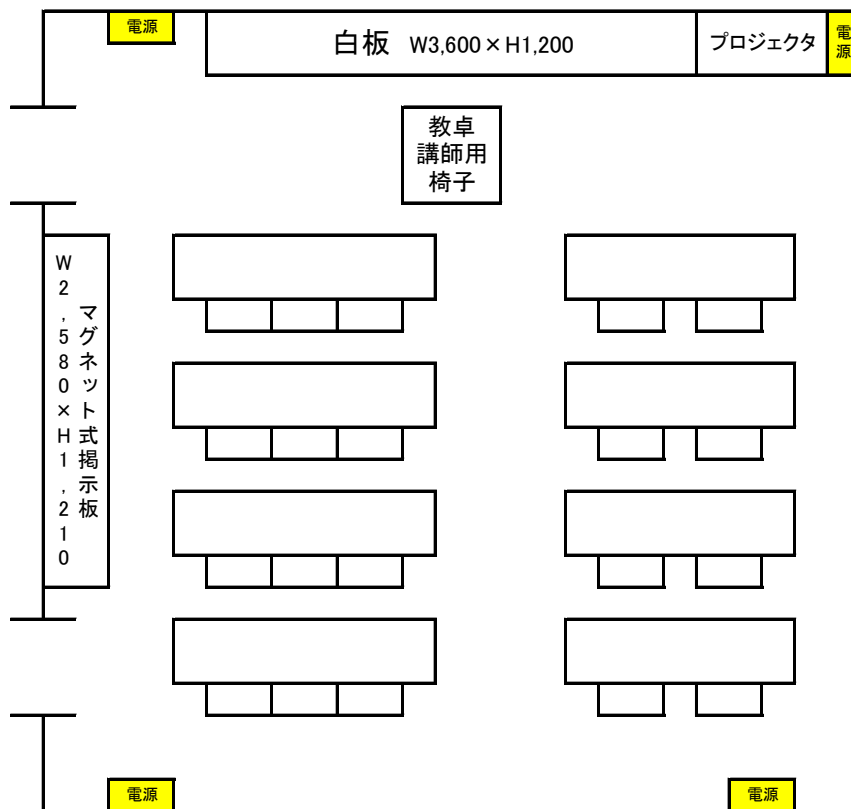 電源
白板 W3,600×H1,200
プロジェクタ
電源
教卓
講師用
椅子
マグネット式掲示板
W2,580×H1,210
電源
電源